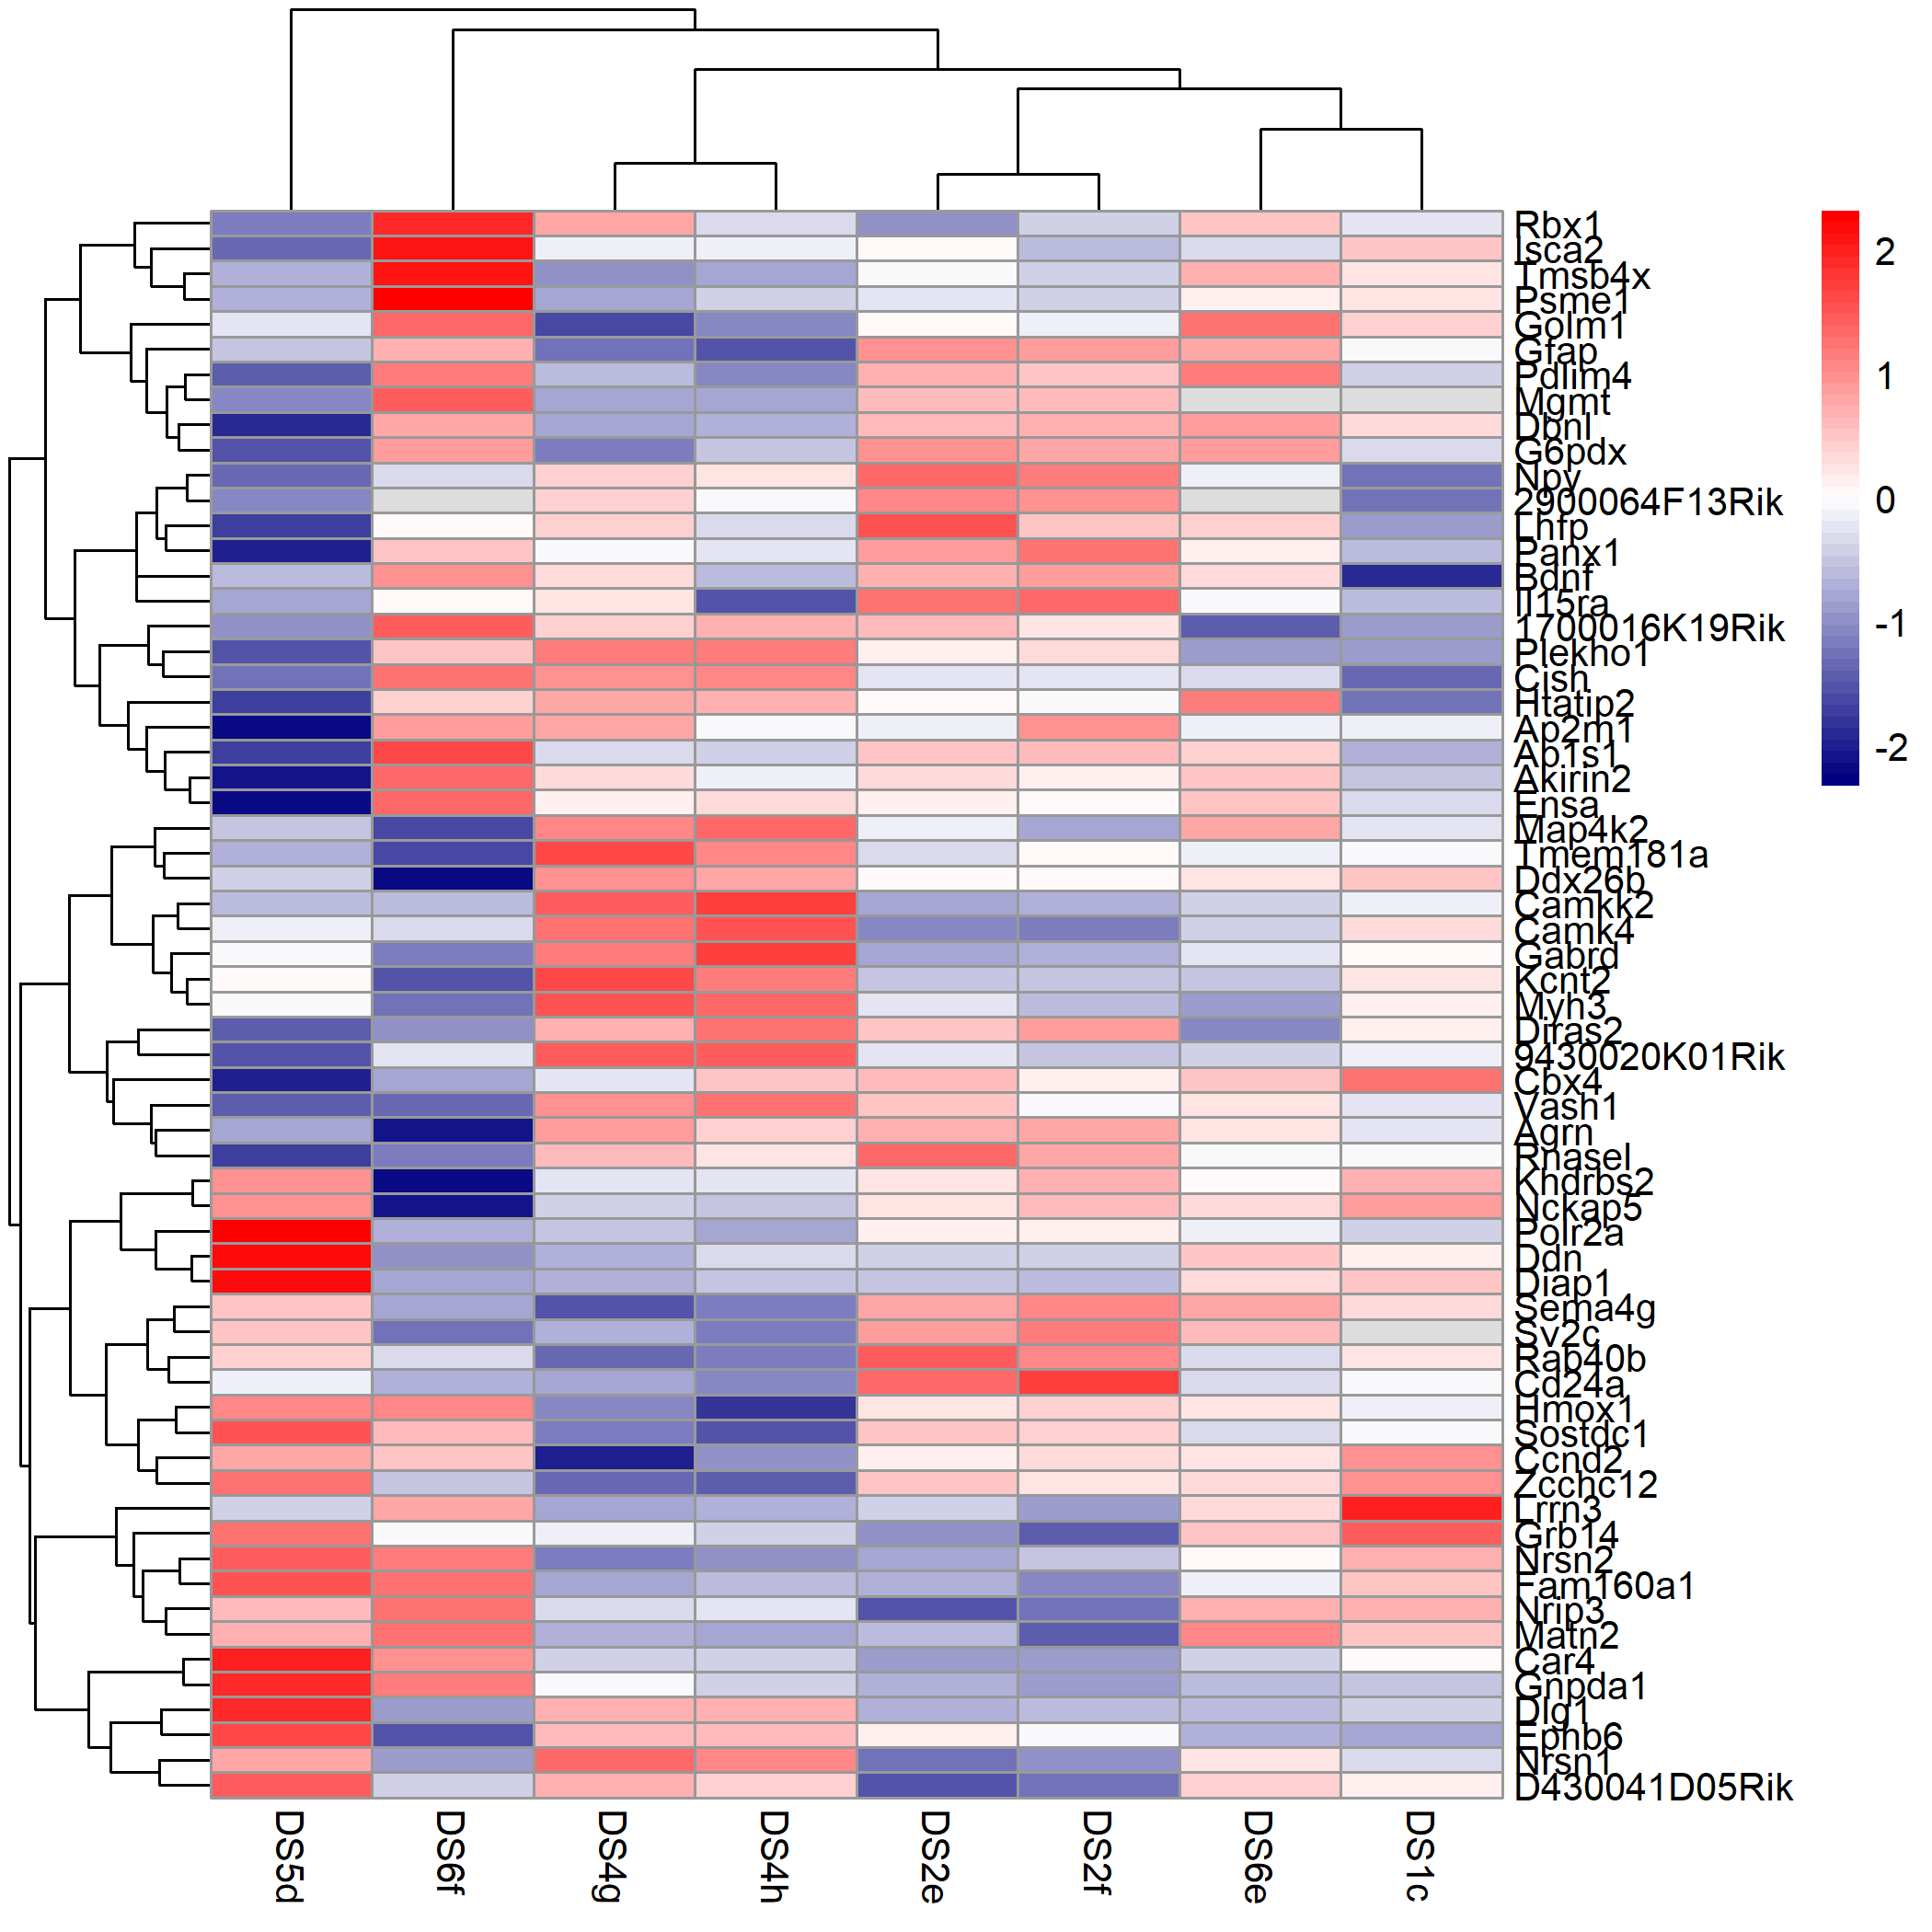 Rbx1
Isca2
Tmsb4x
Psme1
Golm1
Gfap
Pdlim4
Mgmt
Dbnl
G6pdx
Npy
2900064F13Rik
Lhfp
Panx1
Bdnf
Il15ra
1700016K19Rik
Plekho1
Cish
Htatip2
Ap2m1
Ap1s1
Akirin2
Ensa
Map4k2
Tmem181a
Ddx26b
Camkk2
Camk4
Gabrd
Kcnt2
Myh3
Diras2
9430020K01Rik
Cbx4
Vash1
Agrn
Rnasel
Khdrbs2
Nckap5
Polr2a
Ddn
Diap1
Sema4g
Sv2c
Rab40b
Cd24a
Hmox1
Sostdc1
Ccnd2
Zcchc12
Lrrn3
Grb14
Nrsn2
Fam160a1
Nrip3
Matn2
Car4
Gnpda1
Dlg1
Ephb6
Nrsn1
D430041D05Rik
2
1
0
-1
-2
DS5d
DS6f
DS4g
DS4h
DS2e
DS2f
DS6e
DS1c